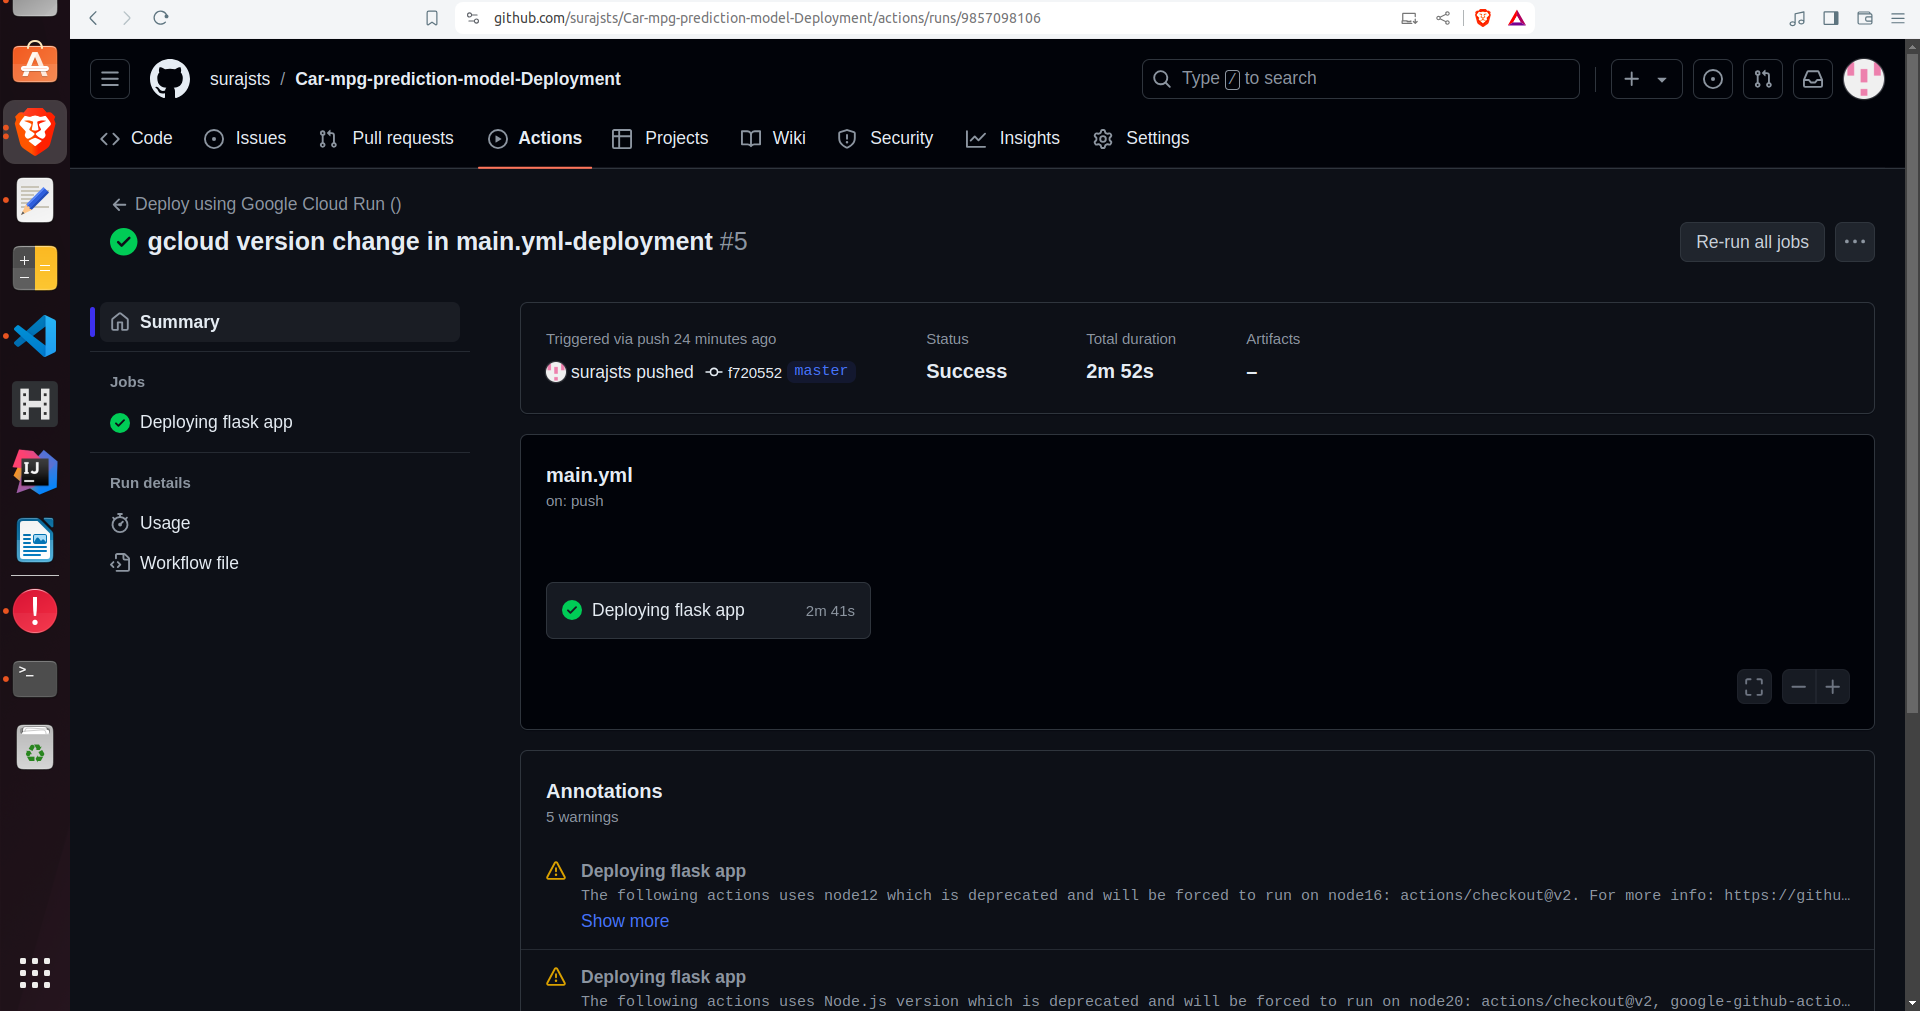 github.com/surajsts/Car-mpg-prediction-model-Deployment/actions/runs/9857098106
surajsts / Car-mpg-prediction-model-Deployment
Type / to search
Code Issues Pull requests Actions Projects Wiki Security Insights Settings
Deploy using Google Cloud Run ()
gcloud version change in main.yml-deployment #5
Re-run all jobs
Summary
Jobs
Deploying flask app
Run details
Usage
Workflow file
Triggered via push 24 minutes ago
surajsts pushed f720552 master
Status
Success
Total duration
2m 52s
Artifacts
–
main.yml
on: push
Deploying flask app 2m 41s
Annotations
5 warnings
Deploying flask app
The following actions uses node12 which is deprecated and will be forced to run on node16: actions/checkout@v2. For more info: https://githu…
Show more
Deploying flask app
The following actions uses Node.js version which is deprecated and will be forced to run on node20: actions/checkout@v2, google-github-actio…